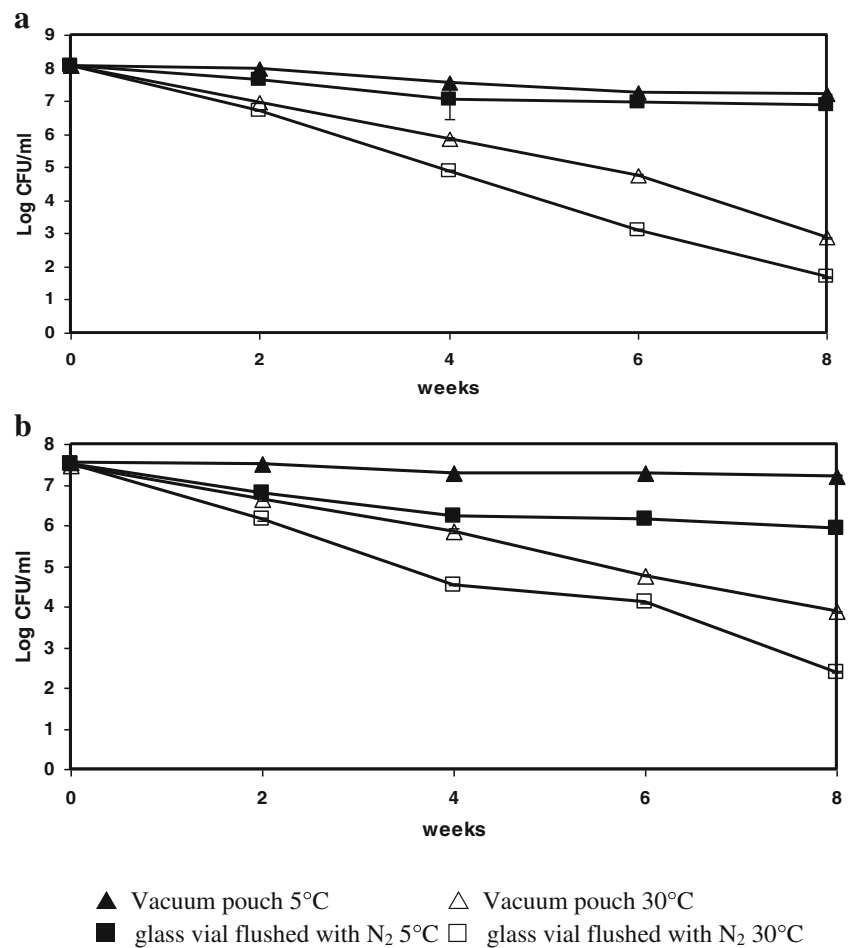 a
9
8
7
6
5
4
3
2
1
0
Log CFU/ml
0 2 4 6 8
weeks
b
8
7
6
5
4
3
2
1
0
Log CFU/ml
0 2 4 6 8
weeks
▲ Vacuum pouch 5°C △ Vacuum pouch 30°C
■ glass vial flushed with N₂ 5°C □ glass vial flushed with N₂ 30°C